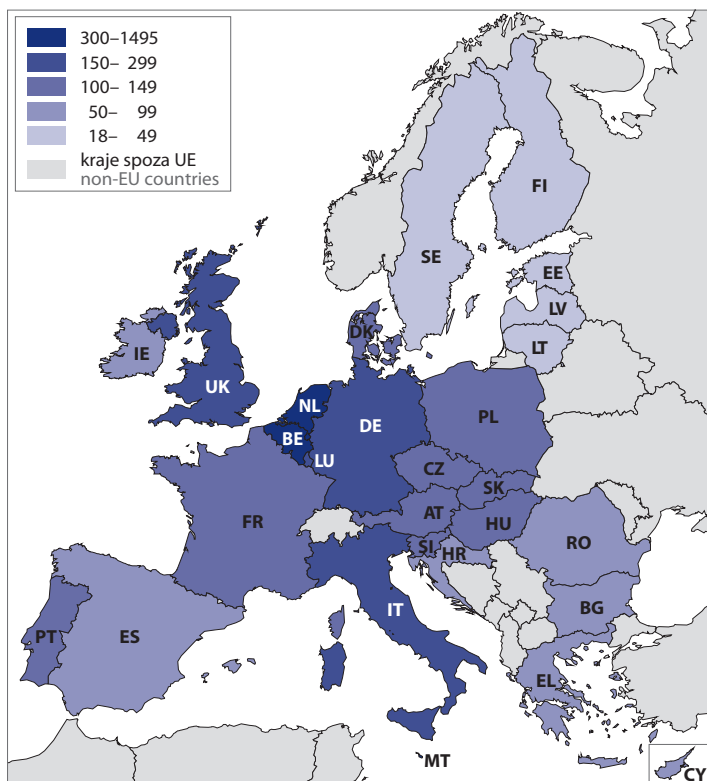 300–1495
150– 299
100– 149
50– 99
18– 49
kraje spoza UE
non-EU countries
FI
SE
EE
LV
LT
DK
IE
UK
NL
BE
LU
DE
PL
CZ
SK
AT
HU
FR
SI
HR
RO
BG
IT
PT
ES
EL
MT
CY